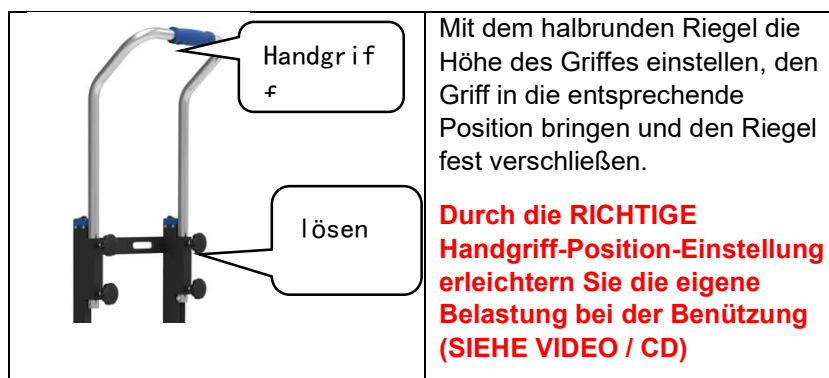 Handgrif
f
lösen
Mit dem halbrunden Riegel die
Höhe des Griffes einstellen, den
Griff in die entsprechende
Position bringen und den Riegel
fest verschließen.
Durch die RICHTIGE
Handgriff-Position-Einstellung
erleichtern Sie die eigene
Belastung bei der Benützung
(SIEHE VIDEO / CD)